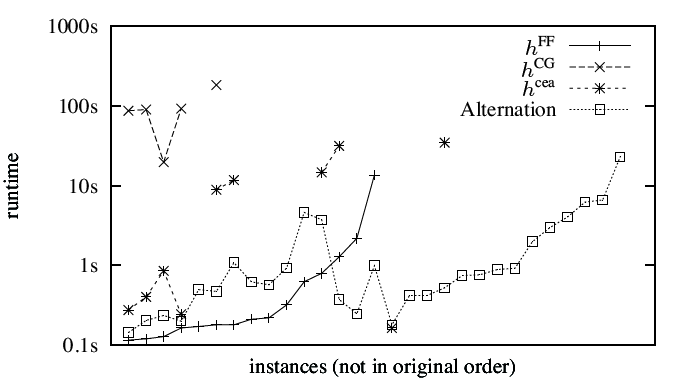 1000s
100s
10s
1s
0.1s
runtime
instances (not in original order)
h^FF
h^CG
h^cea
Alternation